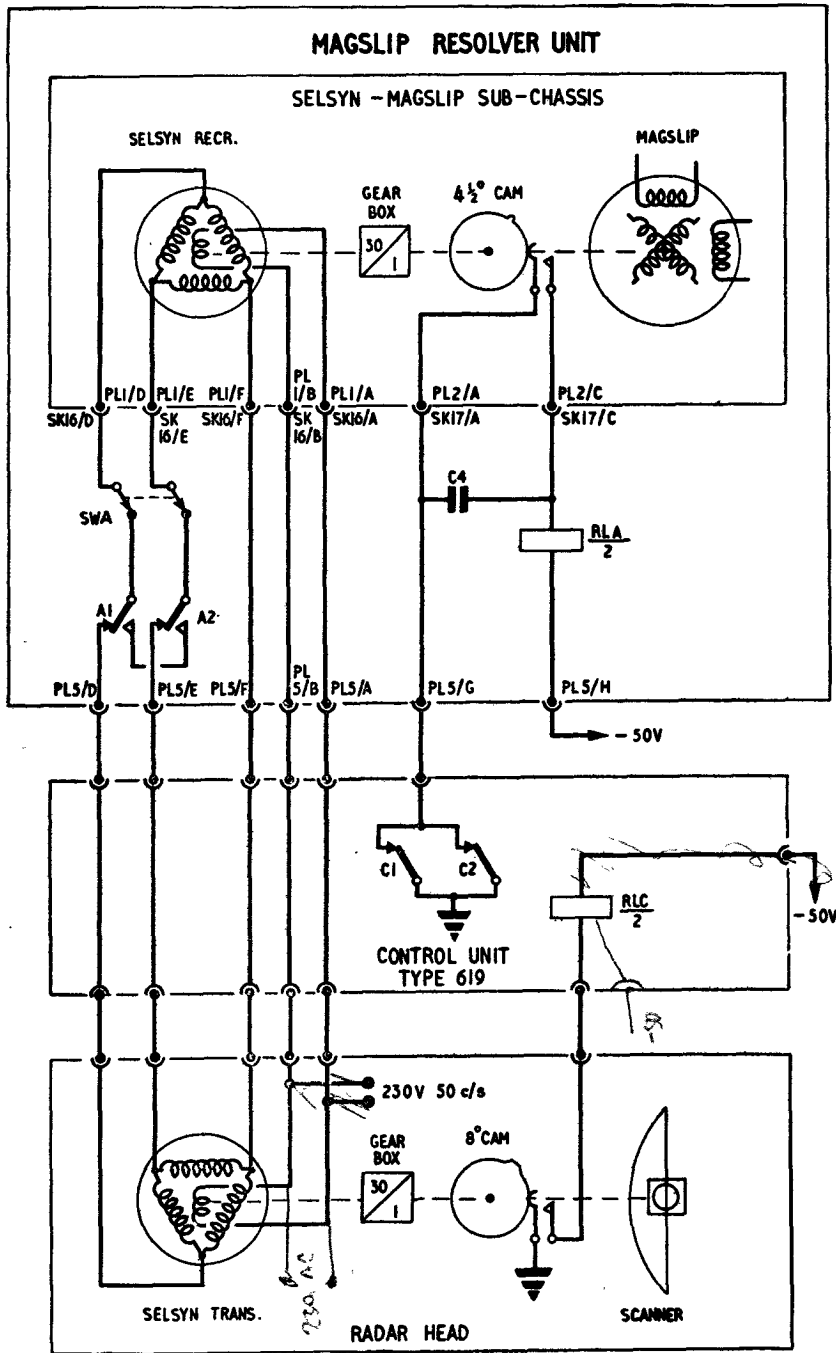 MAGSLIP RESOLVER UNIT
SELSYN - MAGSLIP SUB-CHASSIS
SELSYN RECR.
MAGSLIP
GEAR BOX
4½° CAM
30
1
PL1/D
PL1/E
PL1/F
PL 1/B
PL1/A
PL2/A
PL2/C
SK16/D
SK 16/E
SK16/F
SK 16/B
SK16/A
SK17/A
SK17/C
C4
SWA
RLA
2
A1
A2
PL5/D
PL5/E
PL5/F
PL 5/B
PL5/A
PL5/G
PL5/H
- 50V
C1
C2
RLC
2
-50V
CONTROL UNIT
TYPE 619
230V 50 c/s
GEAR BOX
8° CAM
30
1
230 AC
SELSYN TRANS.
SCANNER
RADAR HEAD